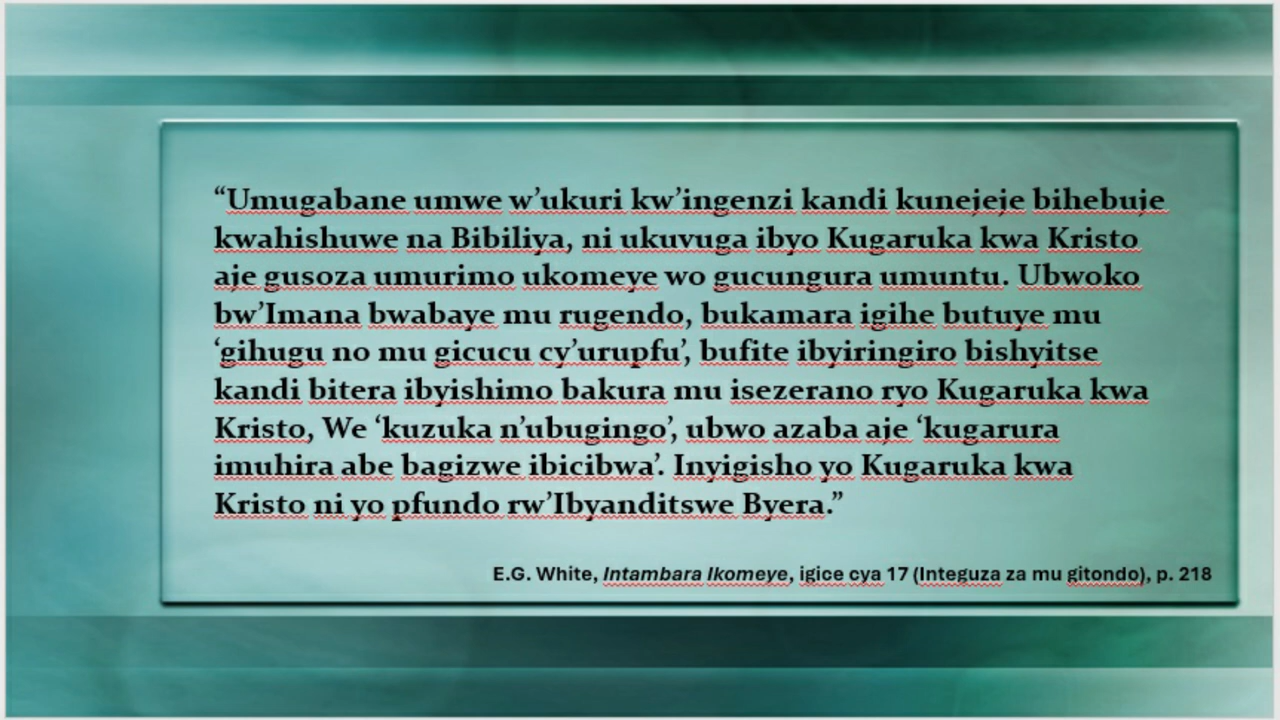 “Umugabane umwe w’ukuri kw’ingenzi kandi kunejeje bihebuje
kwahishuwe na Bibiliya, ni ukuvuga ibyo Kugaruka kwa Kristo
aje gusoza umurimo ukomeye wo gucungura umuntu. Ubwoko
bw’Imana bwabaye mu rugendo, bukamara igihe butuye mu
‘gihugu no mu gicucu cy’urupfu’, bufite ibyiringiro bishyitse
kandi bitera ibyishimo bakura mu isezerano ryo Kugaruka kwa
Kristo, We ‘kuzuka n’ubugingo’, ubwo azaba aje ‘kugarura
imuhira abe bagizwe ibicibwa’. Inyigisho yo Kugaruka kwa
Kristo ni yo pfundo rw’Ibyanditswe Byera.”
E.G. White, Intambara Ikomeye, igice cya 17 (Integuza za mu gitondo), p. 218